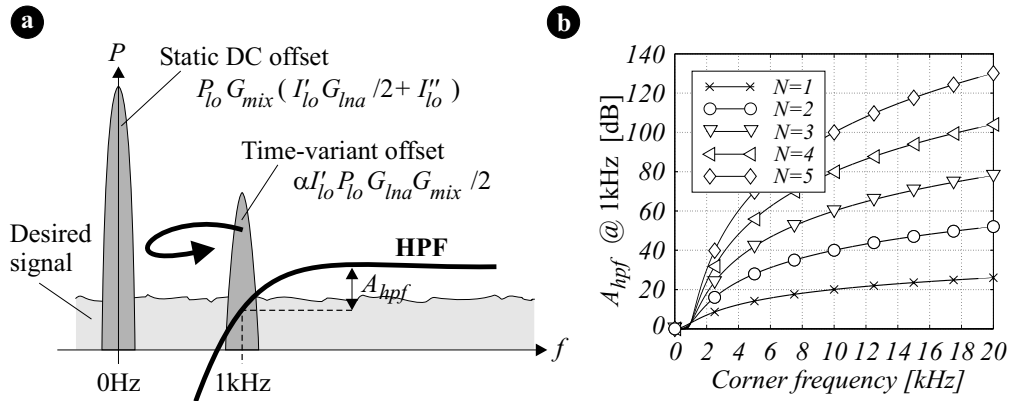 a
P
Static DC offset
P_lo G_mix ( I'_lo G_lna /2+ I''_lo )
Time-variant offset
αI'_lo P_lo G_lna G_mix /2
Desired
signal
HPF
A_hpf
f
0Hz
1kHz
b
A_hpf @ 1kHz [dB]
140
120
100
80
60
40
20
0
N=1
N=2
N=3
N=4
N=5
0 2 4 6 8 10 12 14 16 18 20
Corner frequency [kHz]